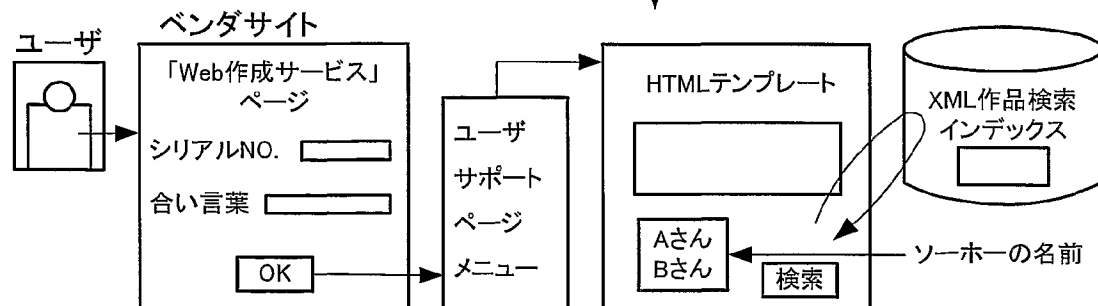 ベンダサイト
ユーザ
「Web作成サービス」
ページ
シリアルNO.
合い言葉
OK
ユーザ
サポート
ページ
メニュー
HTMLテンプレート
Aさん
Bさん
検索
XML作品検索
インデックス
ソーホーの名前